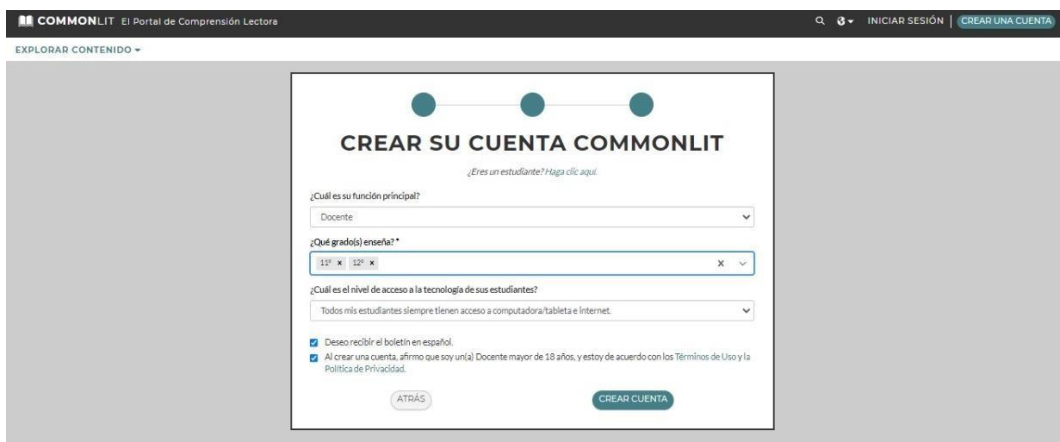 COMMONLIT El Portal de Comprensión Lectora
INICIAR SESIÓN | CREAR UNA CUENTA
EXPLORAR CONTENIDO
CREAR SU CUENTA COMMONLIT
¿Eres un estudiante? Haga clic aquí.
¿Cuál es su función principal?
Docente
¿Qué grado(s) enseña? *
11° x 12° x
¿Cuál es el nivel de acceso a la tecnología de sus estudiantes?
Todos mis estudiantes siempre tienen acceso a computadora/tableta e internet.
Deseo recibir el boletín en español.
Al crear una cuenta, afirmo que soy un(a) Docente mayor de 18 años, y estoy de acuerdo con los Términos de Uso y la
Política de Privacidad.
ATRÁS
CREAR CUENTA